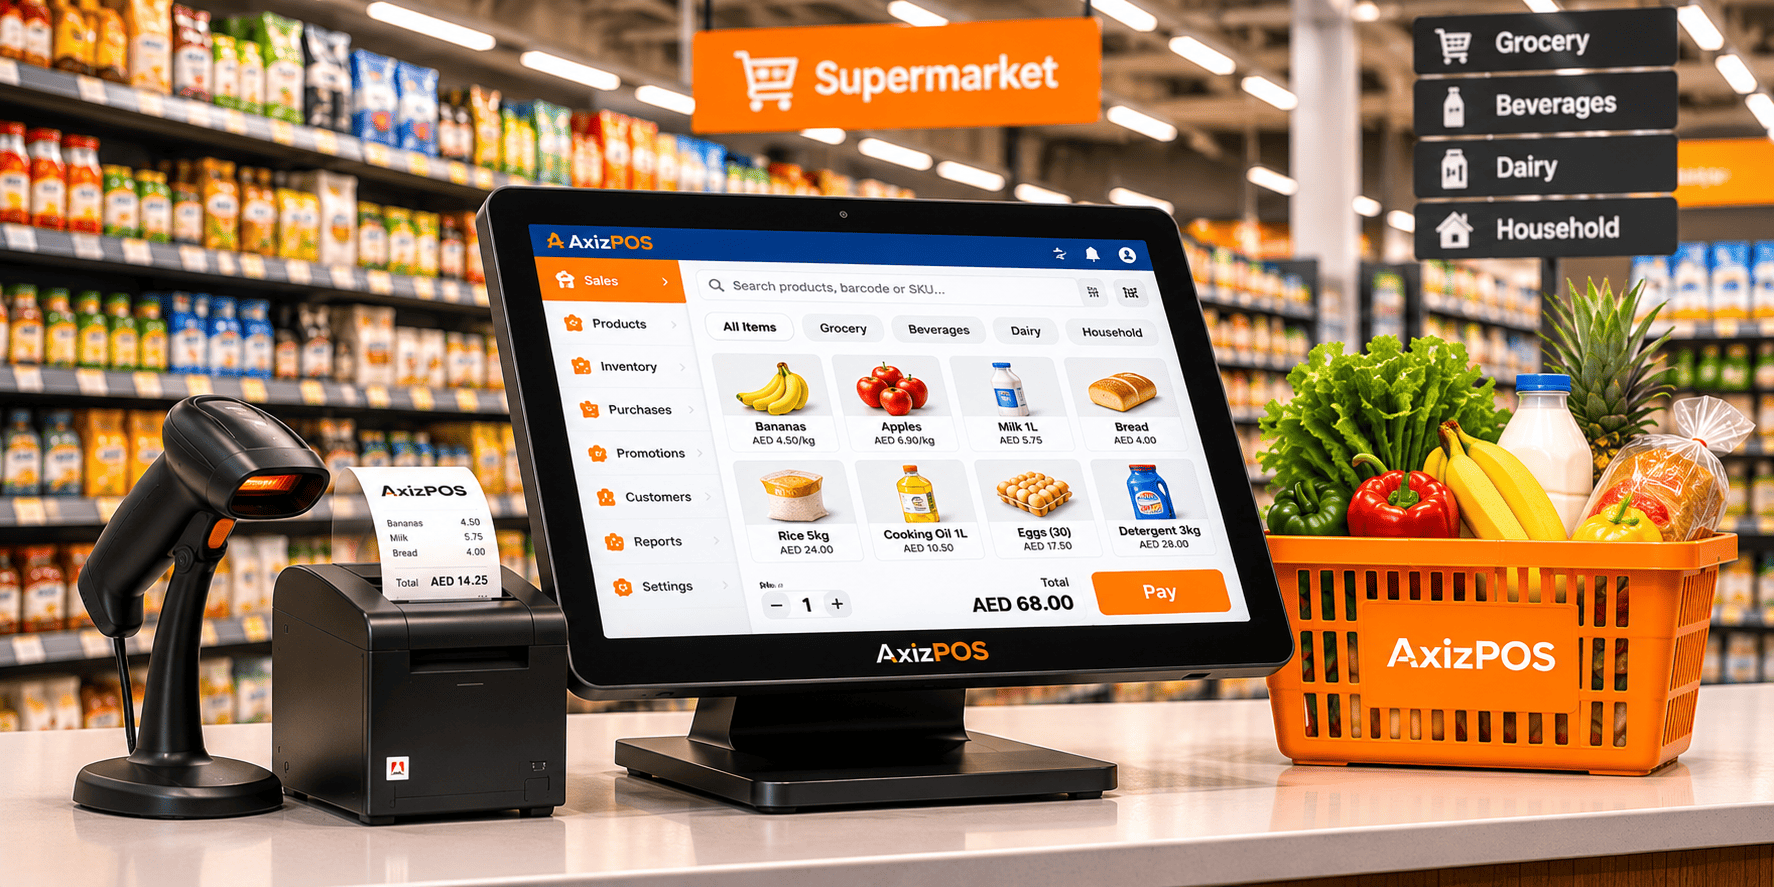 Supermarket
Grocery
Beverages
Dairy
Household
AxizPOS
Sales
Products
Inventory
Purchases
Promotions
Customers
Reports
Settings
Search products, barcode or SKU...
All Items
Grocery
Beverages
Dairy
Household
Bananas
AED 4.50/kg
Apples
AED 6.90/kg
Milk 1L
AED 5.75
Bread
AED 4.00
Rice 5kg
AED 24.00
Cooking Oil 1L
AED 10.50
Eggs (30)
AED 17.50
Detergent 3kg
AED 28.00
1
Total
AED 68.00
Pay
AxizPOS
AxizPOS
Bananas 4.50
Milk 5.75
Bread 4.00
Total AED 14.25
AxizPOS